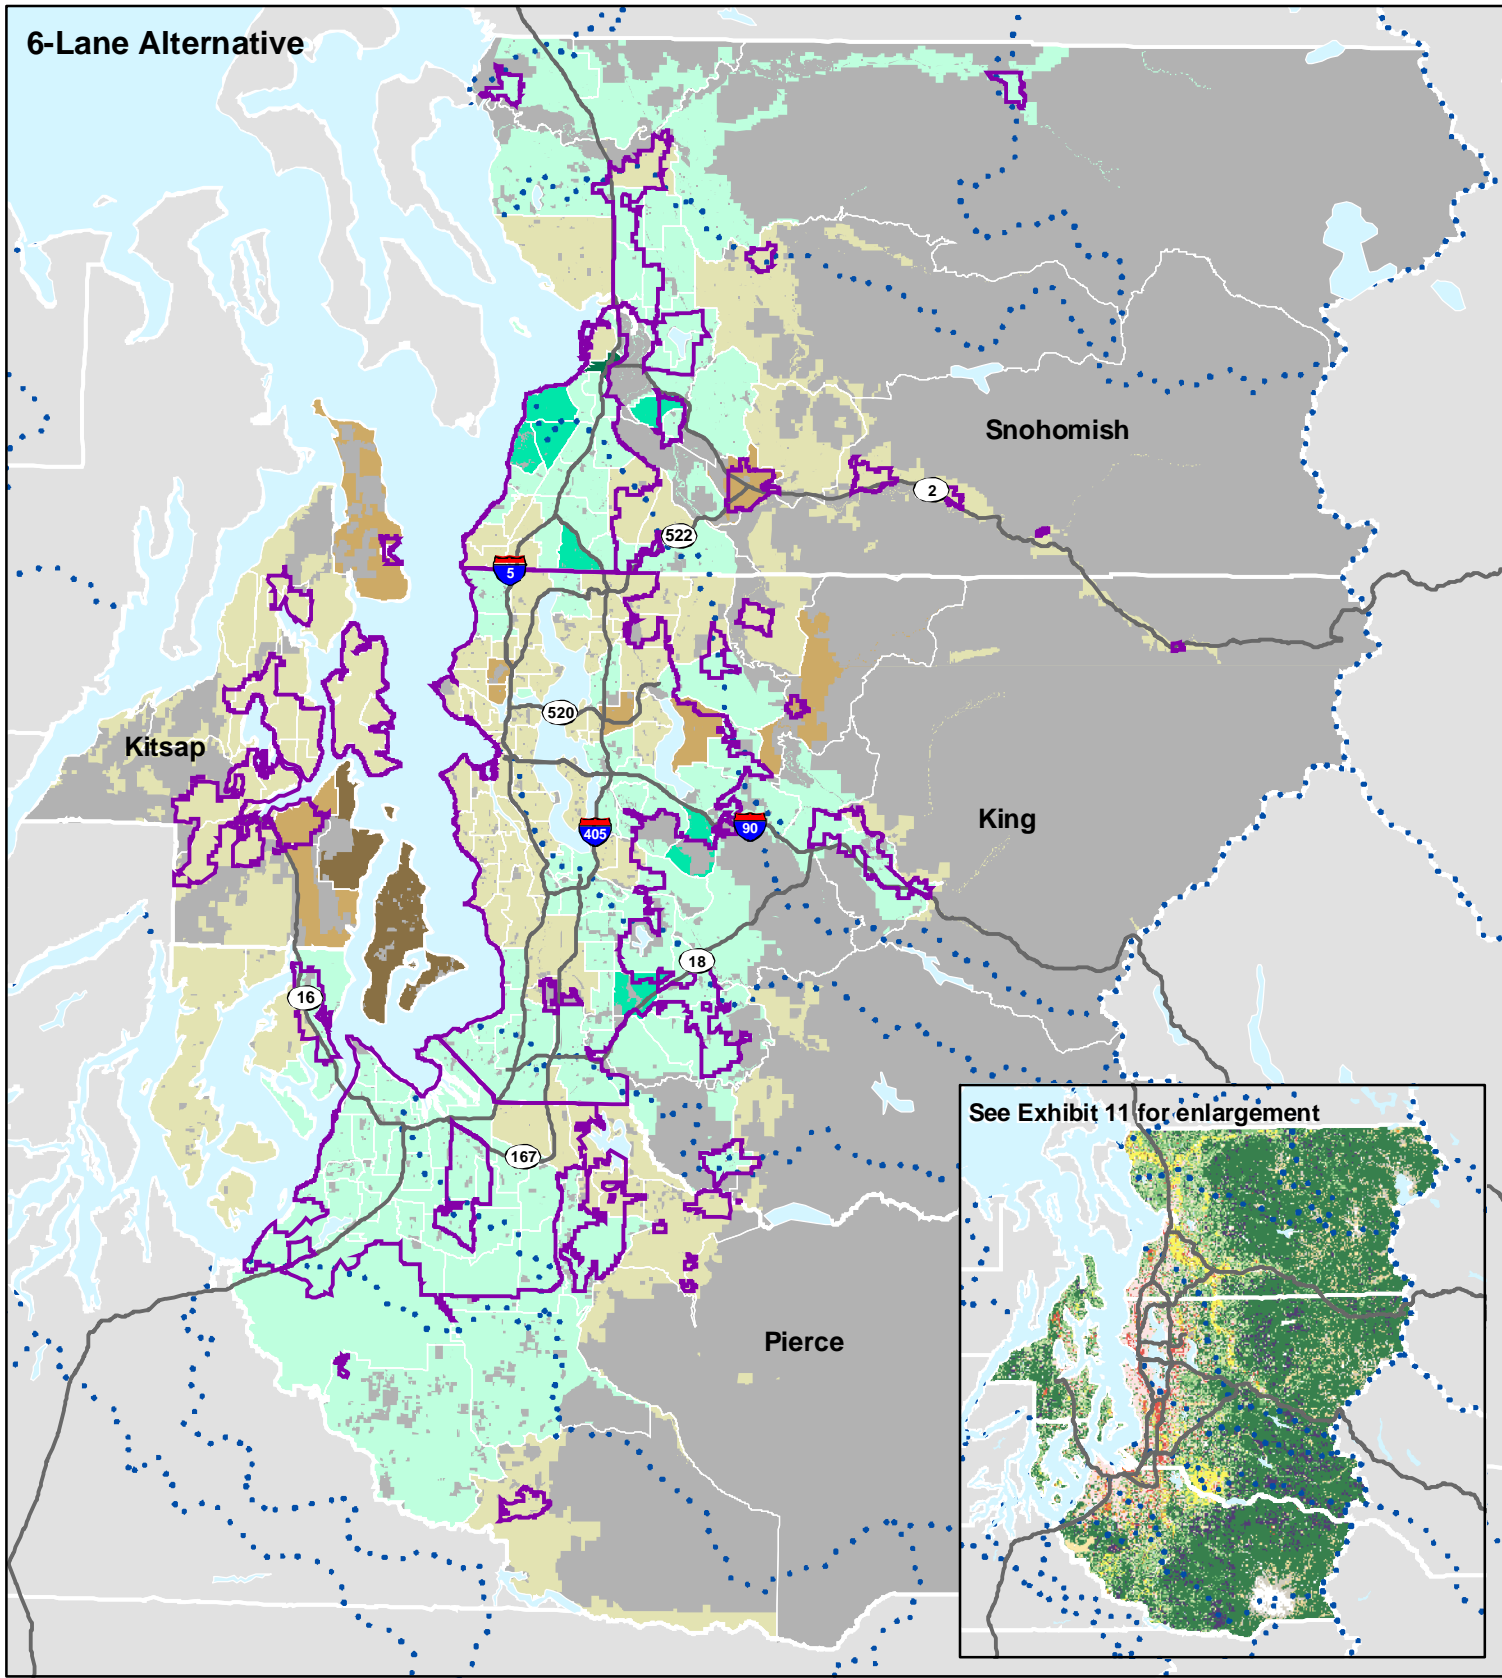 6-Lane Alternative
Snohomish
2
522
5
520
Kitsap
King
405
90
18
16
See Exhibit 11 for enlargement
167
Pierce